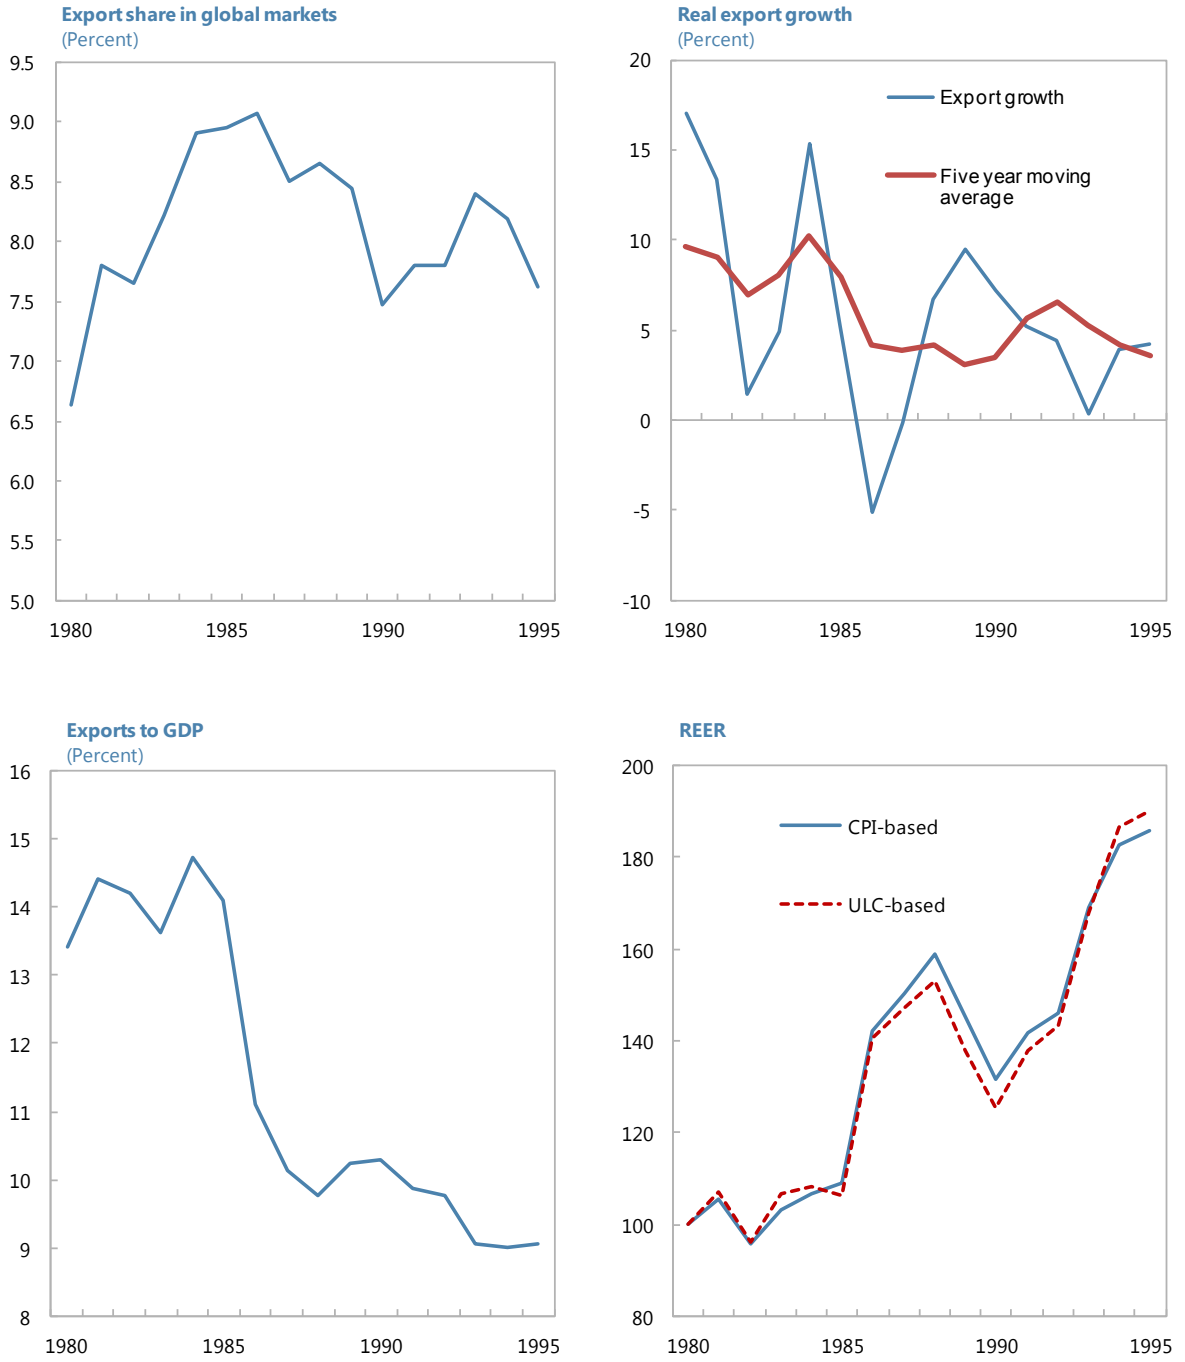 Export share in global markets
(Percent)
9.5
9.0
8.5
8.0
7.5
7.0
6.5
6.0
5.5
5.0
1980 1985 1990 1995
Real export growth
(Percent)
20
15
10
5
0
-5
-10
Export growth
Five year moving
average
1980 1985 1990 1995
Exports to GDP
(Percent)
16
15
14
13
12
11
10
9
8
1980 1985 1990 1995
REER
200
180
160
140
120
100
80
CPI-based
ULC-based
1980 1985 1990 1995